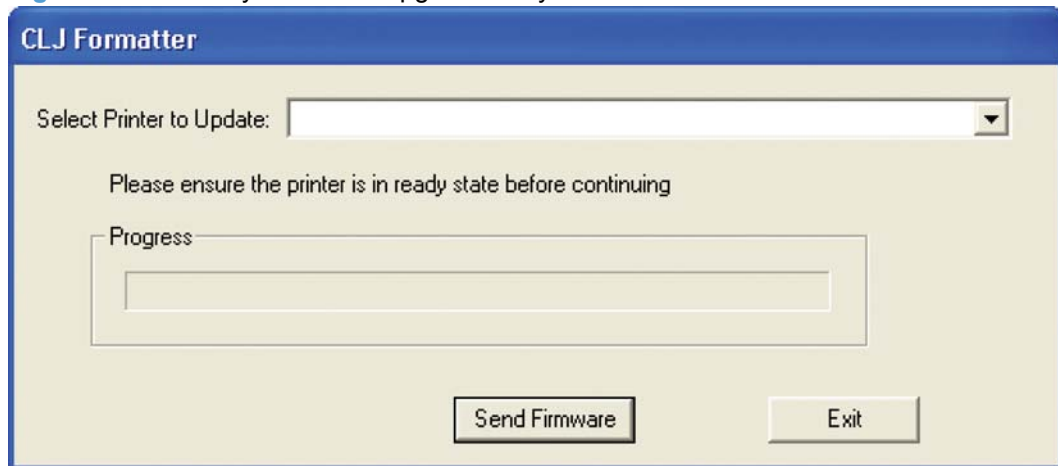 CLJ Formatter
Select Printer to Update:
Please ensure the printer is in ready state before continuing
Progress
Send Firmware
Exit